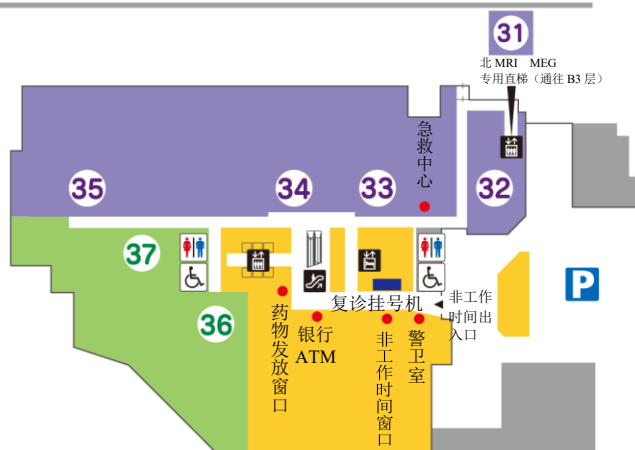 31
北 MRI MEG
专用直梯（通往 B3 层）
急救中心
35
34
33
32
37
36
复诊挂号机
非工作
时间出
入口
P
药物发放窗口
银行
ATM
非工作时间窗口
警卫室